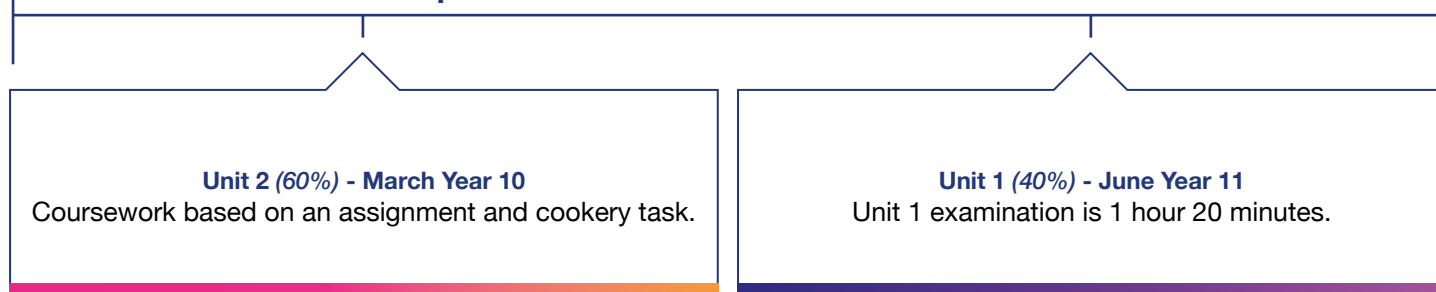 Unit 2 (60%) - March Year 10
Coursework based on an assignment and cookery task.
Unit 1 (40%) - June Year 11
Unit 1 examination is 1 hour 20 minutes.